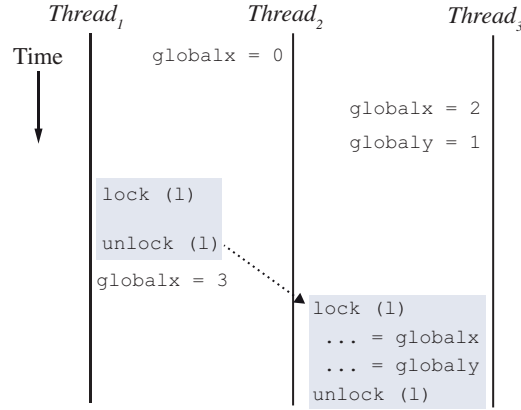 Thread1 Thread2 Thread3
Time
globalx = 0
globalx = 2
globaly = 1
lock (l)
unlock (l)
globalx = 3
lock (l)
... = globalx
... = globaly
unlock (l)